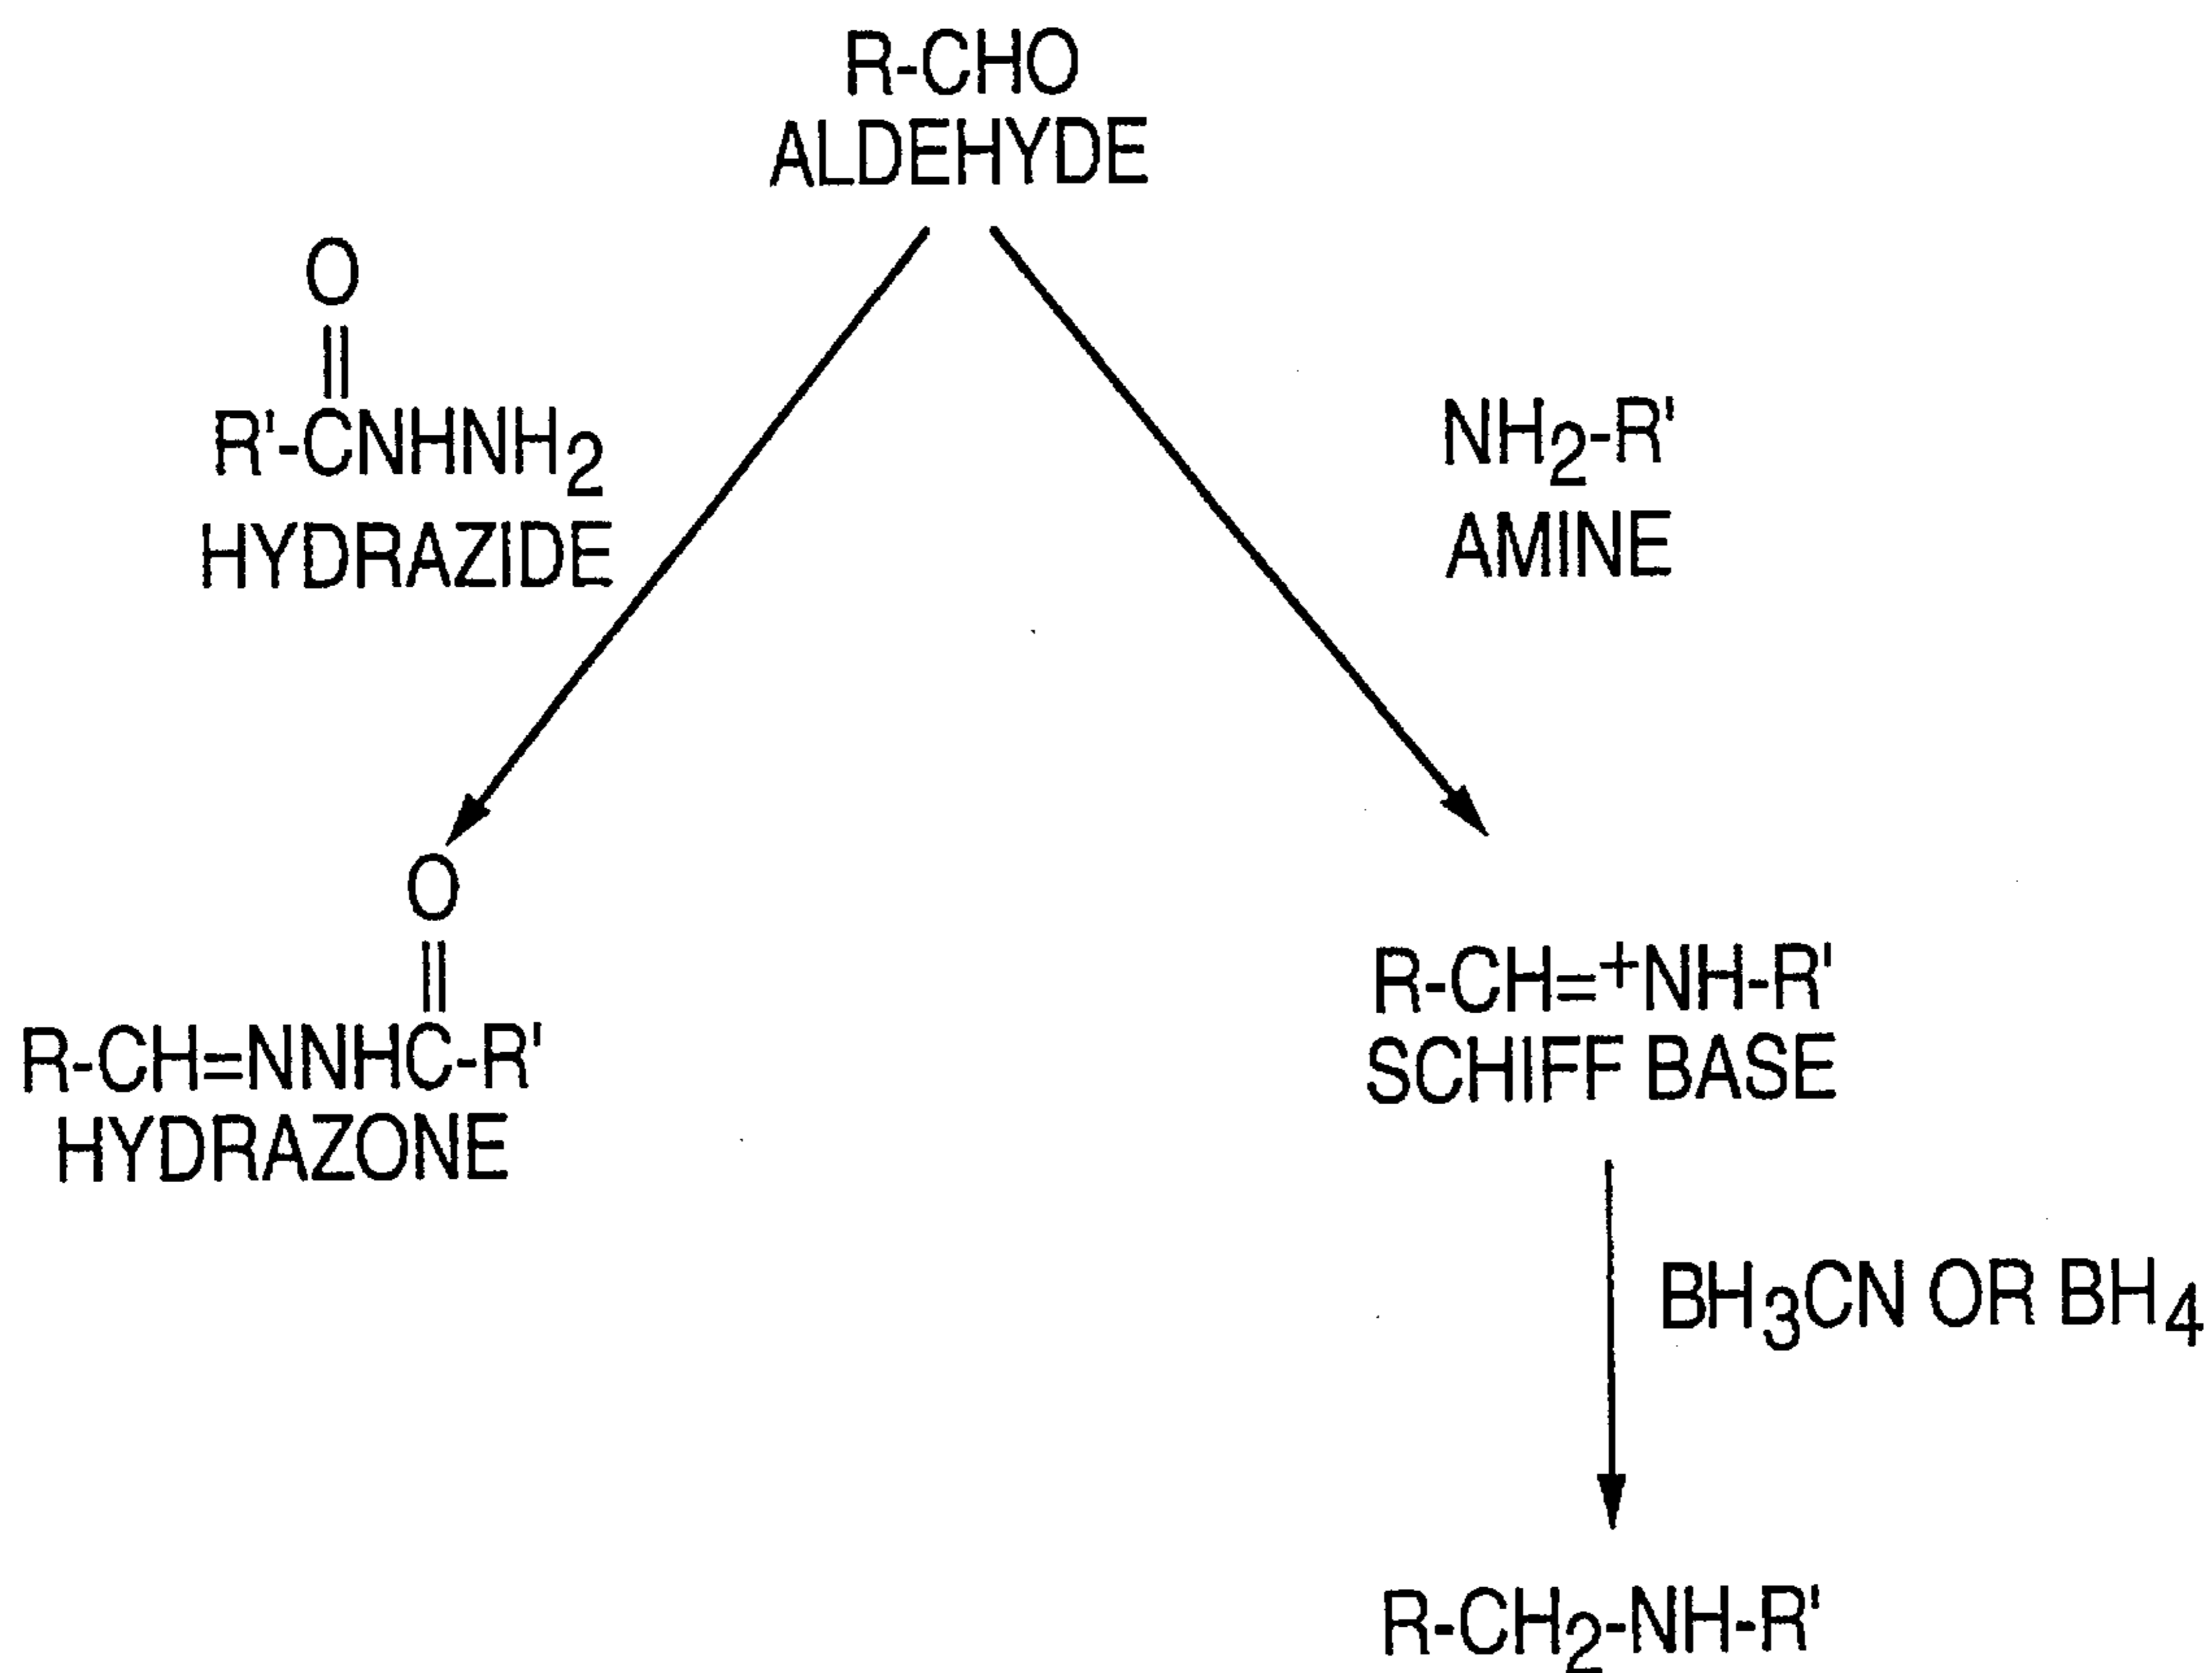 R-CHO
ALDEHYDE
O
||
R'-CNHNH2
HYDRAZIDE
NH2-R'
AMINE
O
||
R-CH=NNHC-R'
HYDRAZONE
R-CH=+NH-R'
SCHIFF BASE
BH3CN OR BH4
R-CH2-NH-R'